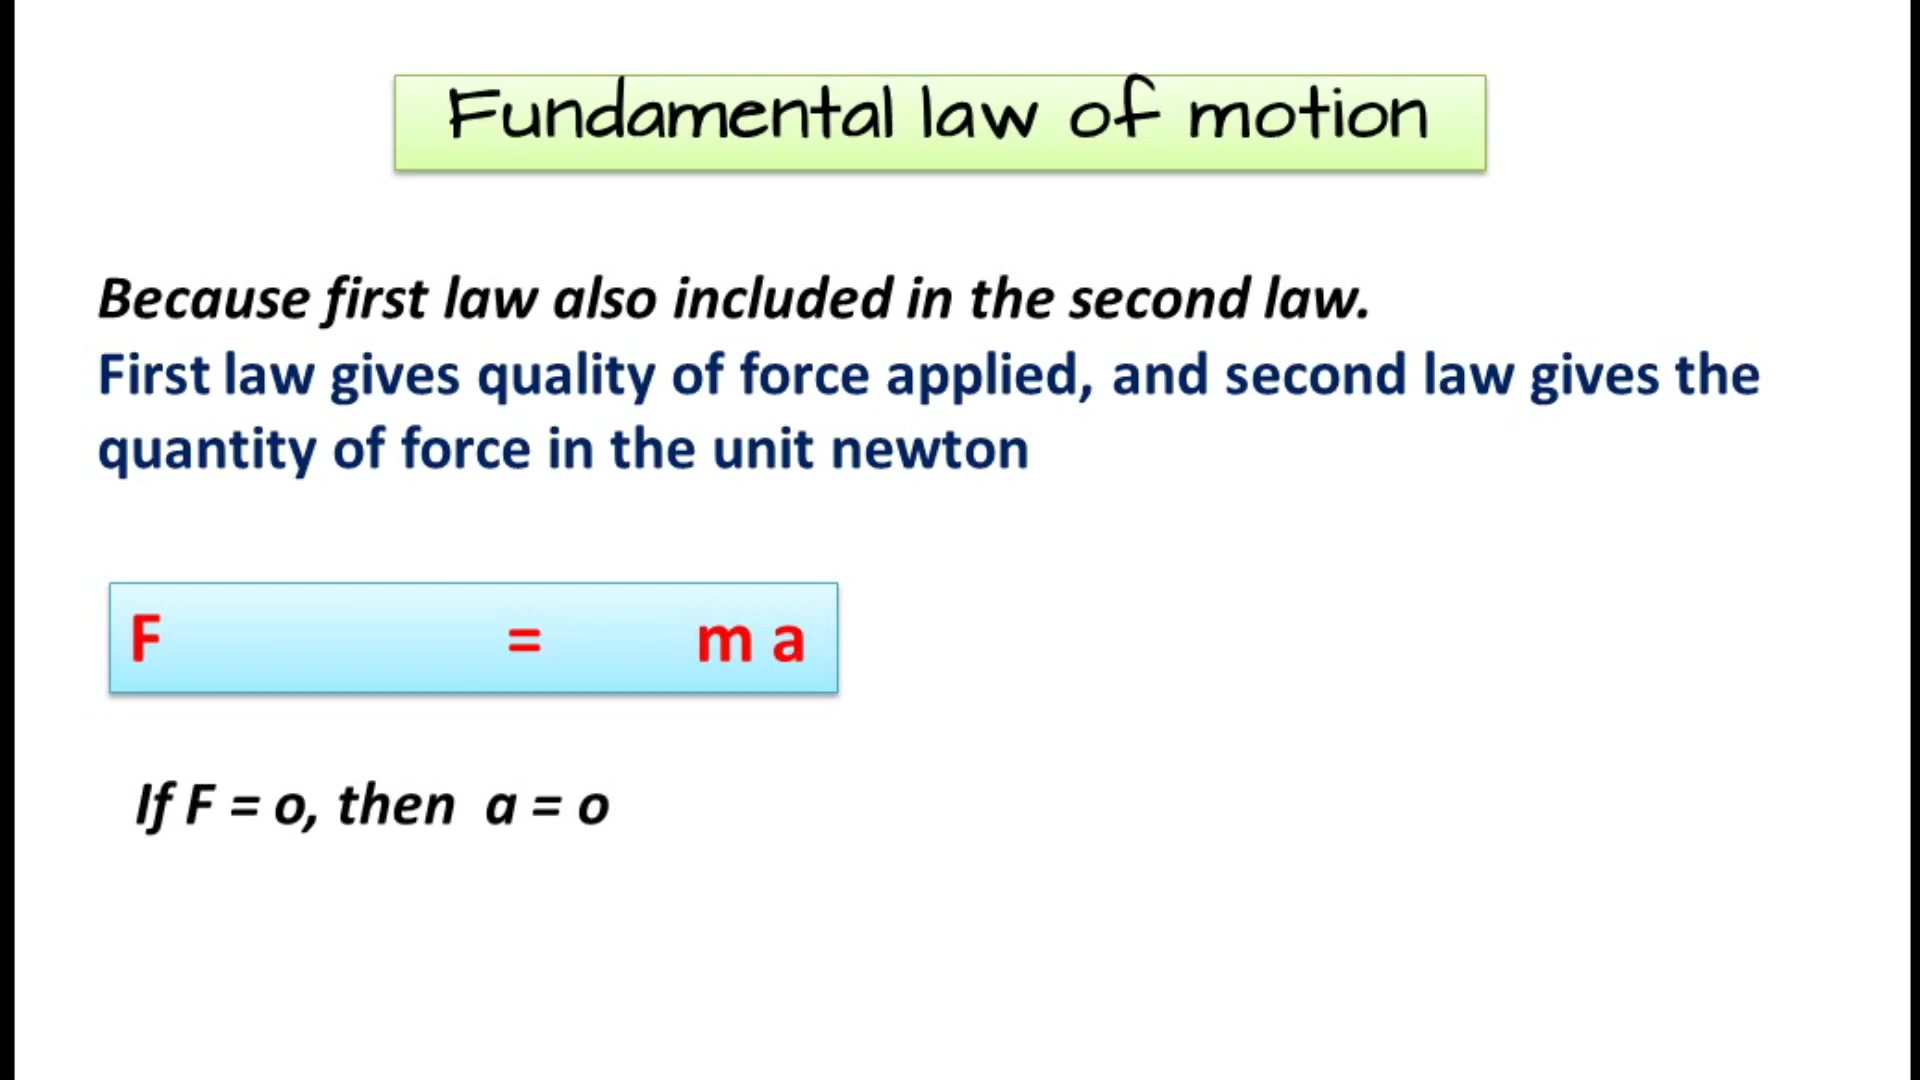 Fundamental law of motion
Because first law also included in the second law.
First law gives quality of force applied, and second law gives the
quantity of force in the unit newton
F = m a
If F = o, then a = o